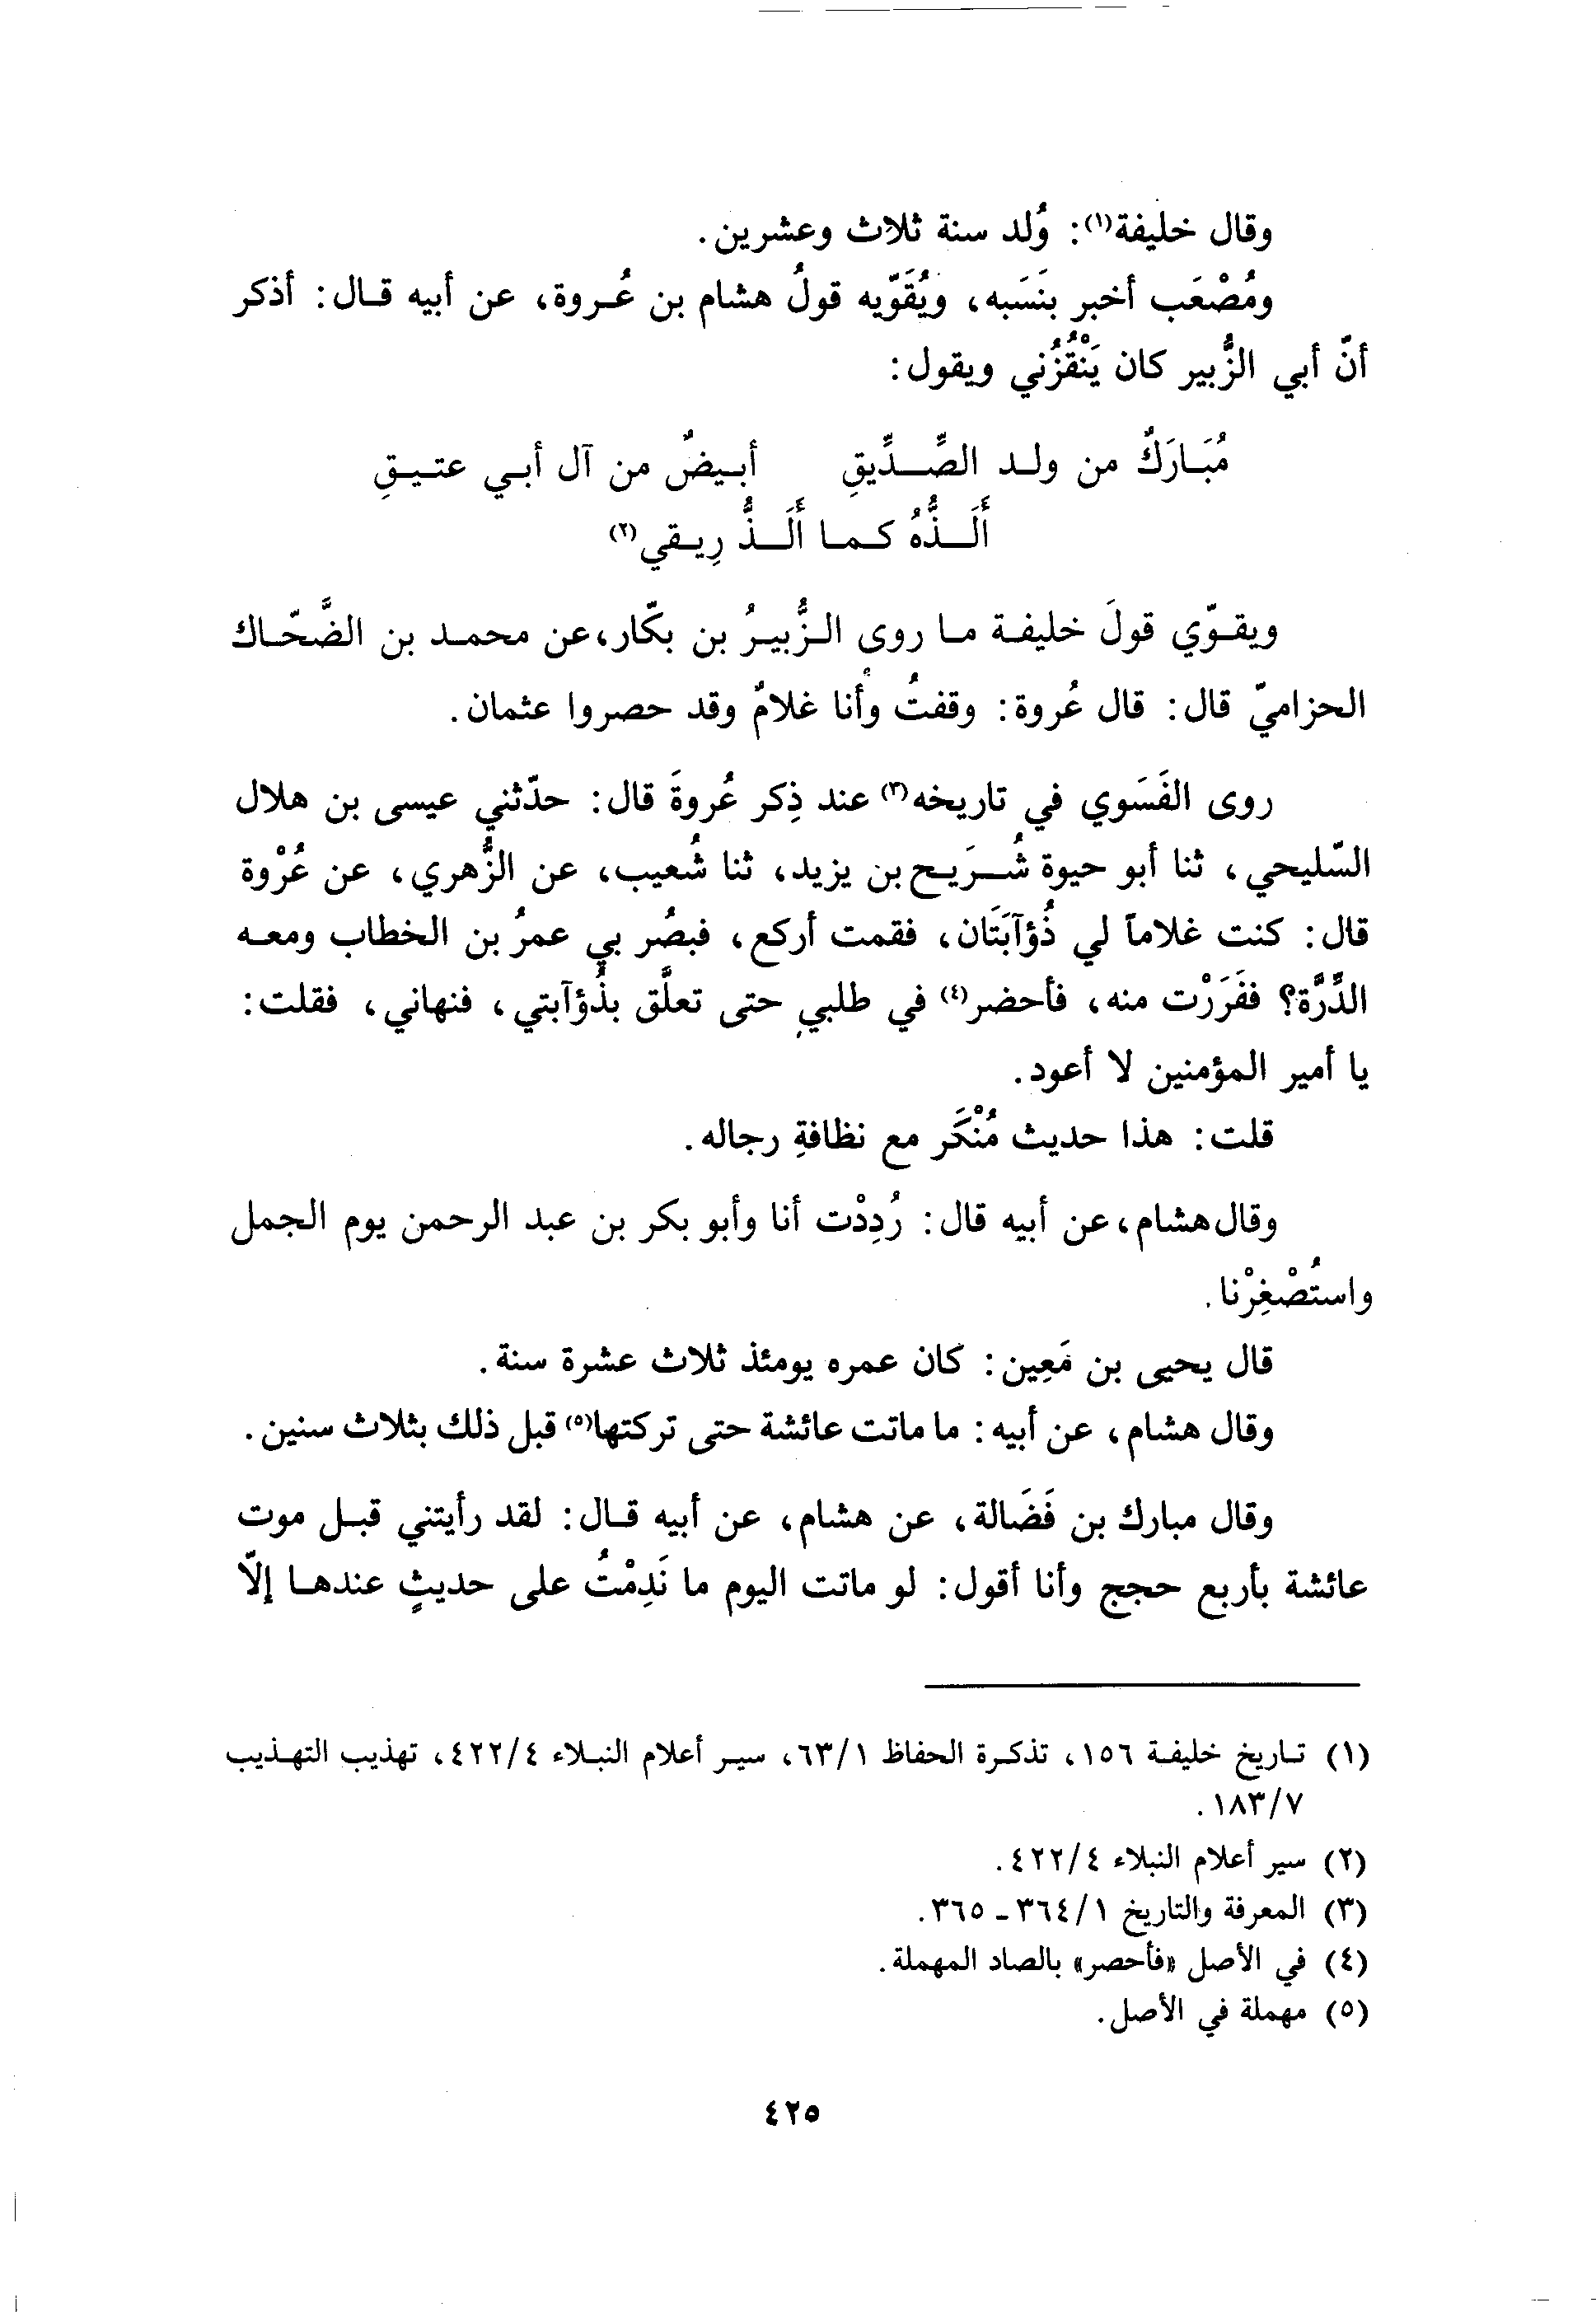 وقال خليفة(١): وُلد سنة ثلاث وعشرين.
ومُصْعَب أخبر بنَسَبه، ويُقَوّيه قولُ هشام بن عُروة، عن أبيه قال: أذكر
أنّ أبي الزُّبير كان يَنْقُزُني ويقول:
مُبَارَكٌ من ولد الصِّدِّيقِ أبيضٌ من آل أبي عتيقِ
أَلَذُّهُ كما أَلَذُّ رِيقي(٢)
ويقوّي قولَ خليفة ما روى الزُّبيرُ بن بكّار، عن محمد بن الضَّحّاك
الحزاميّ قال: قال عُروة: وقفتُ وأنا غلامٌ وقد حصروا عثمان.
روى الفَسَوي في تاريخه(٣) عند ذِكر عُروةَ قال: حدّثني عيسى بن هلال
السّليحي، ثنا أبو حيوة شُرَيح بن يزيد، ثنا شُعيب، عن الزُّهري، عن عُرْوة
قال: كنت غلاماً لي ذُؤآبَتَان، فقمت أركع، فبصُر بي عمرُ بن الخطاب ومعه
الدِّرَّة؟ ففَرَرْت منه، فأحضر(٤) في طلبي حتى تعلَّق بذُؤآبتي، فنهاني، فقلت:
يا أمير المؤمنين لا أعود.
قلت: هذا حديث مُنْكَر مع نظافةِ رجاله.
وقال هشام، عن أبيه قال: رُدِدْت أنا وأبو بكر بن عبد الرحمن يوم الجمل
واستُصْغِرْنا.
قال يحيى بن مَعِين: كان عمره يومئذ ثلاث عشرة سنة.
وقال هشام، عن أبيه: ما ماتت عائشة حتى تركتها(٥) قبل ذلك بثلاث سنين.
وقال مبارك بن فَضَالة، عن هشام، عن أبيه قال: لقد رأيتني قبل موت
عائشة بأربع حجج وأنا أقول: لو ماتت اليوم ما نَدِمْتُ على حديثٍ عندها إلاّ
(١) تاريخ خليفة ١٥٦، تذكرة الحفاظ ٦٣/١، سير أعلام النبلاء ٤٢٢/٤، تهذيب التهذيب
١٨٣/٧.
(٢) سير أعلام النبلاء ٤٢٢/٤.
(٣) المعرفة والتاريخ ٣٦٤/١ ـ ٣٦٥.
(٤) في الأصل «فأحصر» بالصاد المهملة.
(٥) مهملة في الأصل.
٤٢٥